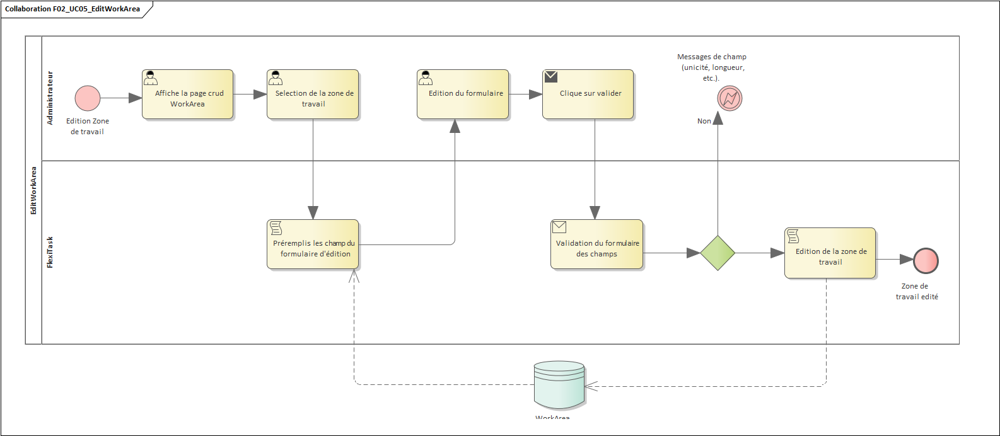 Collaboration F02_UC05_EditWorkArea
EditWorkArea
Administrateur
Edition Zone
de travail
Affiche la page crud
WorkArea
Selection de la zone de
travail
Edition du formulaire
Clique sur valider
Messages de champ
(unicité, longueur,
etc.).
Non
FlexiTask
Préremplis les champ du
formulaire d'édition
Validation du formulaire
des champs
Edition de la zone de
travail
Zone de
travail edité
WorkArea